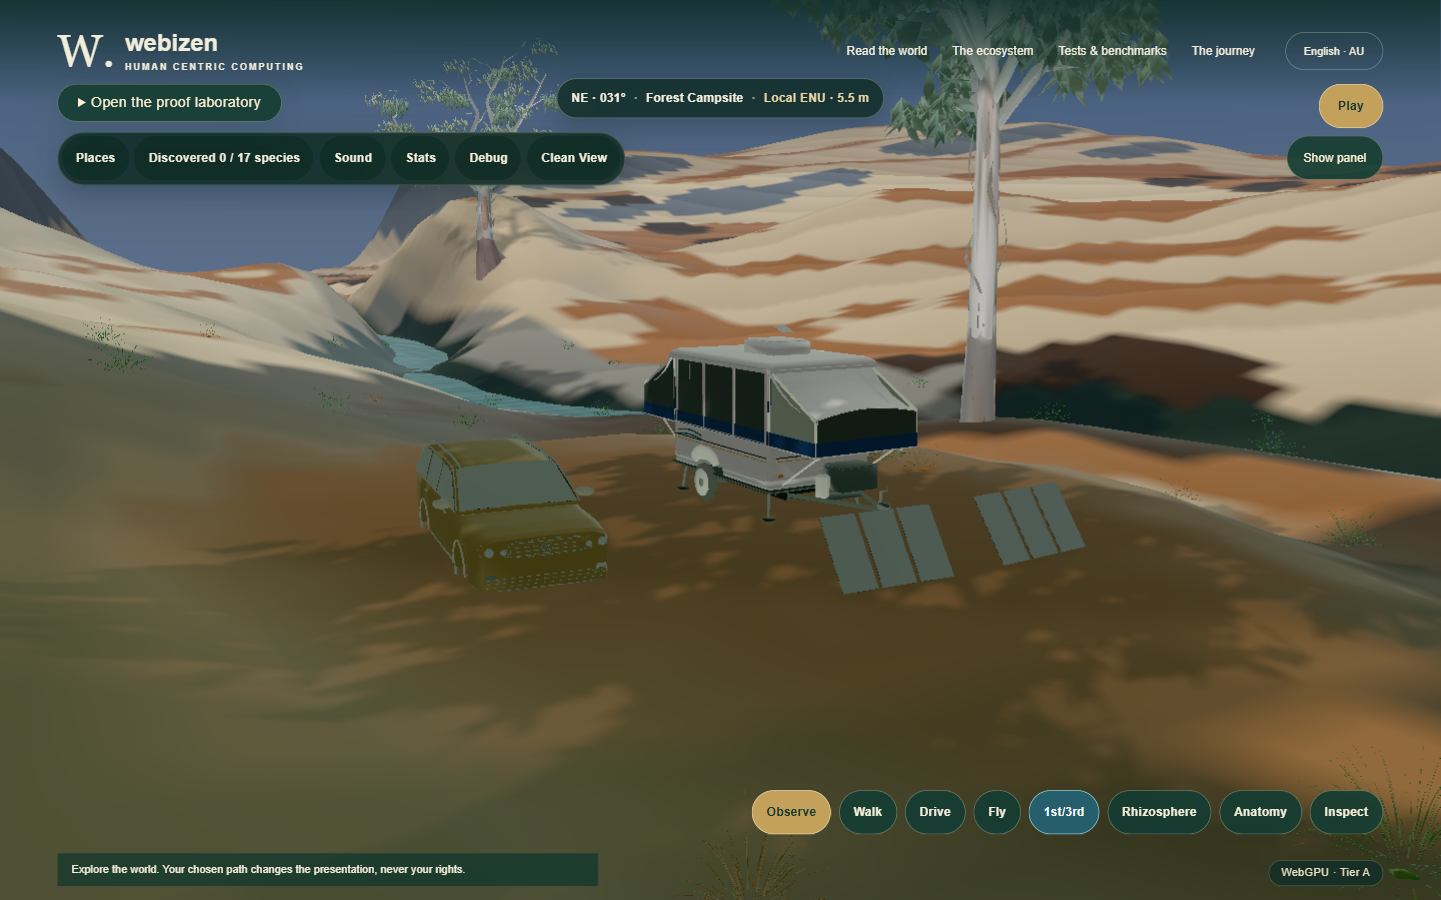 W. webizen
HUMAN CENTRIC COMPUTING
Read the world
The ecosystem
Tests & benchmarks
The journey
English · AU
Open the proof laboratory
NE · 031° · Forest Campsite · Local ENU · 5.5 m
Play
Places
Discovered 0 / 17 species
Sound
Stats
Debug
Clean View
Show panel
Observe
Walk
Drive
Fly
1st/3rd
Rhizosphere
Anatomy
Inspect
Explore the world. Your chosen path changes the presentation, never your rights.
WebGPU · Tier A